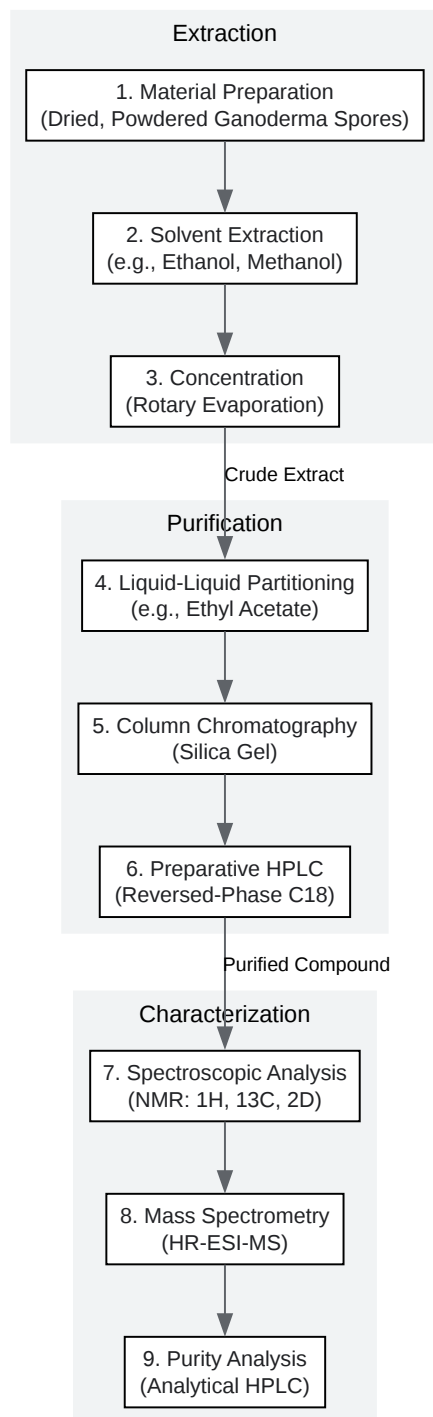 Extraction
1. Material Preparation
(Dried, Powdered Ganoderma Spores)
2. Solvent Extraction
(e.g., Ethanol, Methanol)
3. Concentration
(Rotary Evaporation)
Crude Extract
Purification
4. Liquid-Liquid Partitioning
(e.g., Ethyl Acetate)
5. Column Chromatography
(Silica Gel)
6. Preparative HPLC
(Reversed-Phase C18)
Purified Compound
Characterization
7. Spectroscopic Analysis
(NMR: 1H, 13C, 2D)
8. Mass Spectrometry
(HR-ESI-MS)
9. Purity Analysis
(Analytical HPLC)